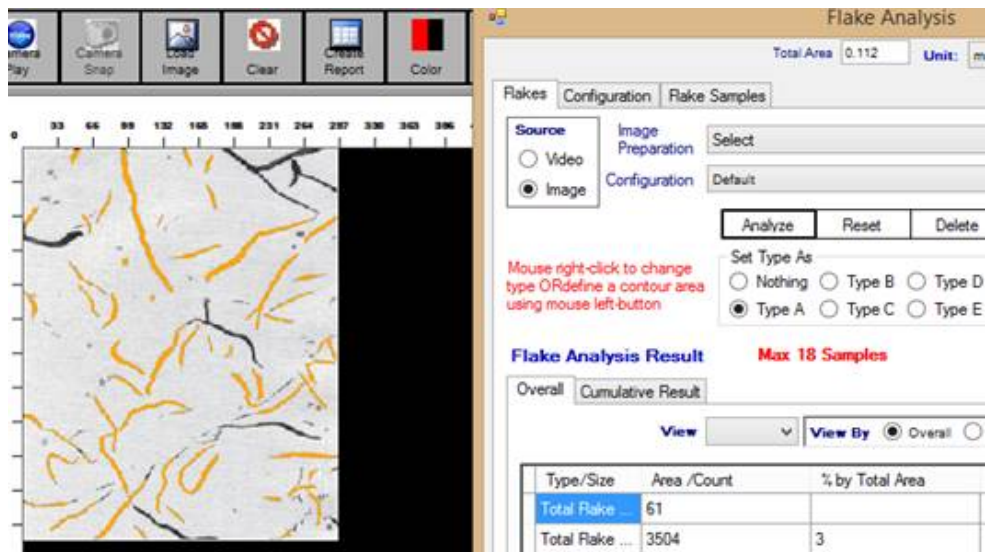 Play
Camera
Snap
Load
Image
Clear
Create
Report
Color
Flake Analysis
Total Area 0.112 Unit:
Flakes Configuration Flake Samples
Source
Video
Image
Image
Preparation
Select
Configuration
Default
Analyze Reset Delete
Mouse right-click to change
type ORdefine a contour area
using mouse left-button
Set Type As
Nothing Type B Type D
Type A Type C Type E
Flake Analysis Result Max 18 Samples
Overall Cumulative Result
View View By Overall
Type/Size Area /Count % by Total Area
Total Flake ... 61
Total Flake ... 3504 3
0 33 66 99 132 165 198 231 264 297 330 363 396